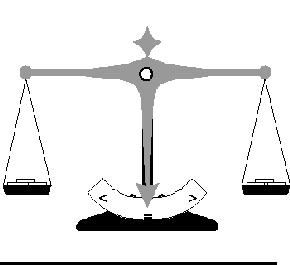 < = >